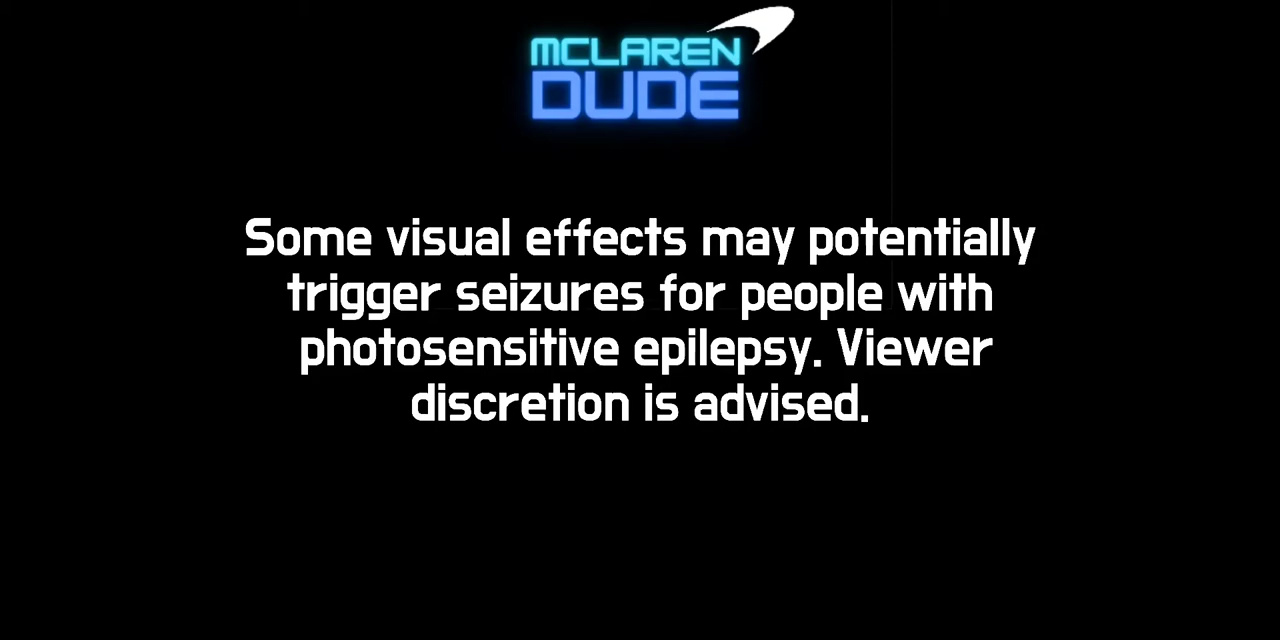 MCLAREN
DUDE
Some visual effects may potentially
trigger seizures for people with
photosensitive epilepsy. Viewer
discretion is advised.